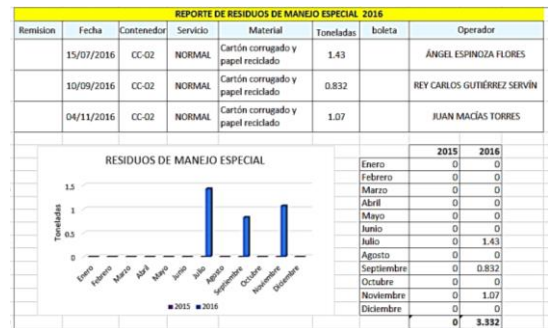 REPORTE DE RESIDUOS DE MANEJO ESPECIAL 2016
Remision Fecha Contenedor Servicio Material Toneladas boleta Operador
15/07/2016 CC-02 NORMAL Cartón corrugado y papel reciclado 1.43 ÁNGEL ESPINOZA FLORES
10/09/2016 CC-02 NORMAL Cartón corrugado y papel reciclado 0.832 REY CARLOS GUTIÉRREZ SERVÍN
04/11/2016 CC-02 NORMAL Cartón corrugado y papel reciclado 1.07 JUAN MACÍAS TORRES
RESIDUOS DE MANEJO ESPECIAL
Toneladas
1.5
1
0.5
0
Enero Febrero Marzo Abril Mayo Junio Julio Agosto Septiembre Octubre Noviembre Diciembre
2015 2016
2015 2016
Enero 0 0
Febrero 0 0
Marzo 0 0
Abril 0 0
Mayo 0 0
Junio 0 0
Julio 0 1.43
Agosto 0 0
Septiembre 0 0.832
Octubre 0 0
Noviembre 0 1.07
Diciembre 0 0
0 3.332